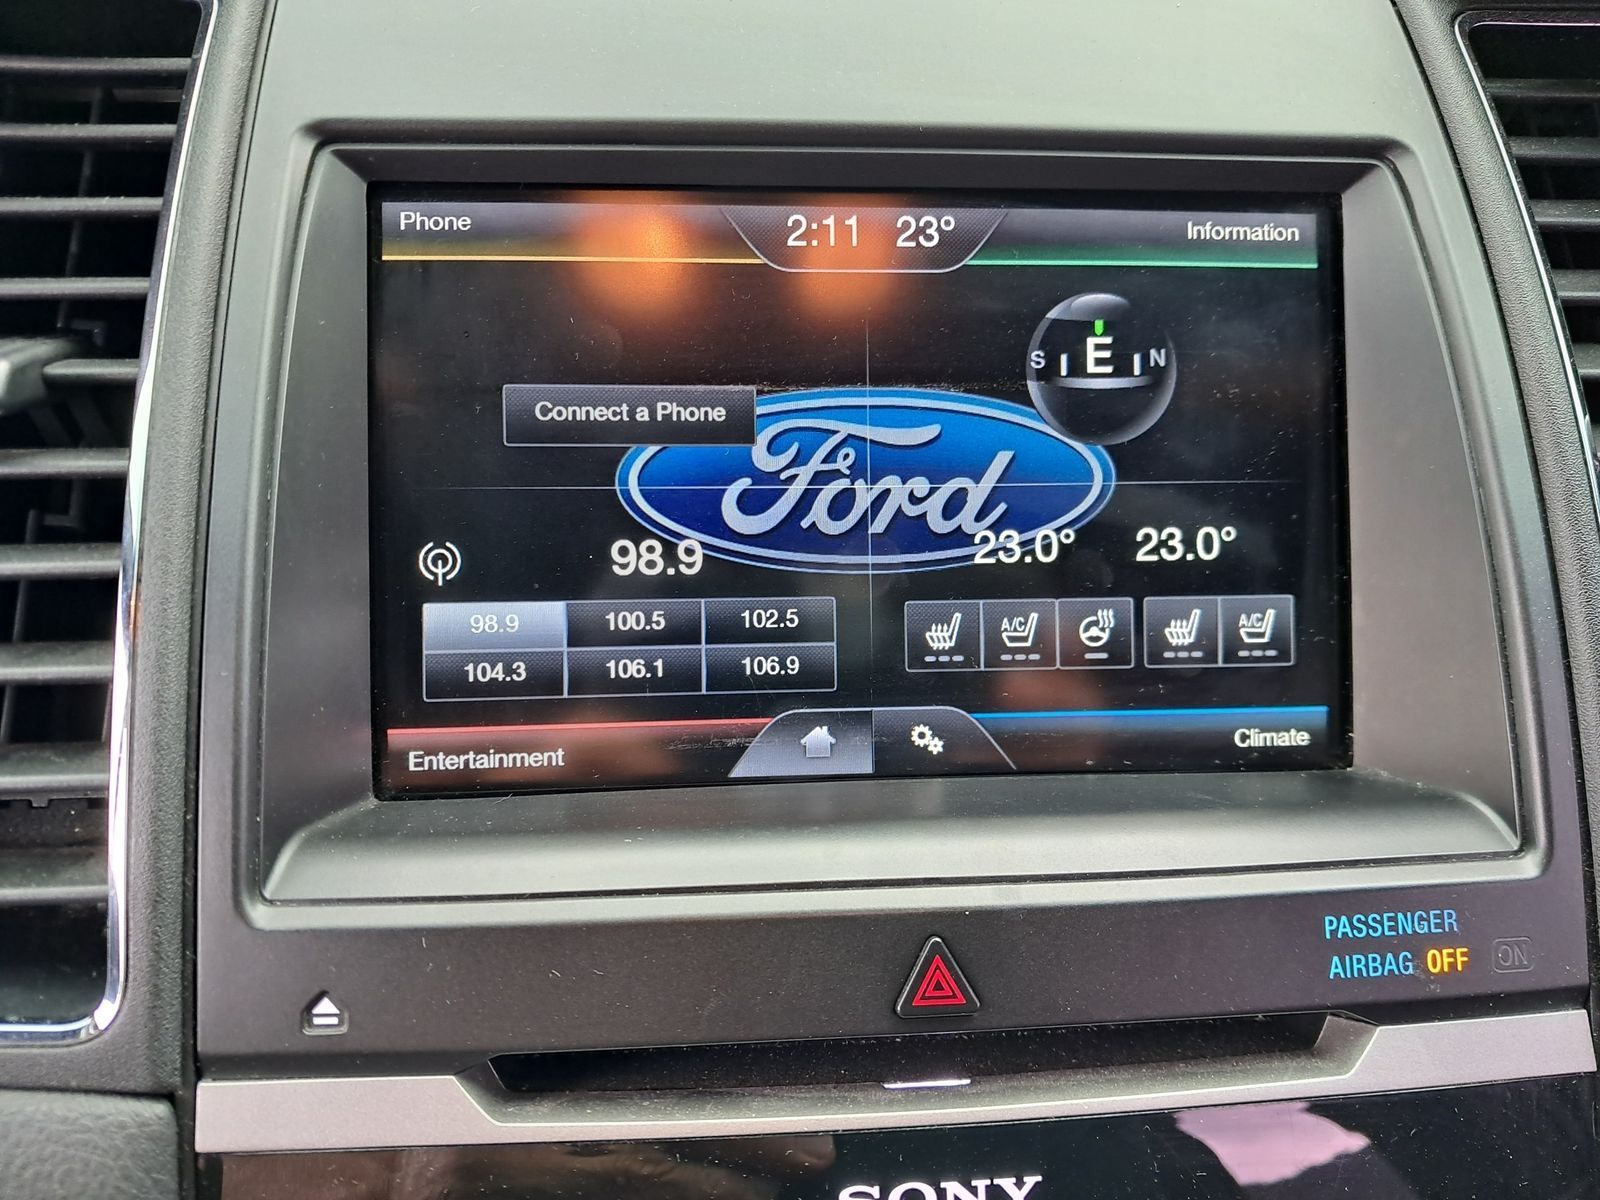 Phone
2:11 23°
Information
S E N
Connect a Phone
Ford
98.9
23.0° 23.0°
98.9 100.5 102.5
104.3 106.1 106.9
A/C A/C
Entertainment
Climate
PASSENGER
AIRBAG OFF ON
SONY